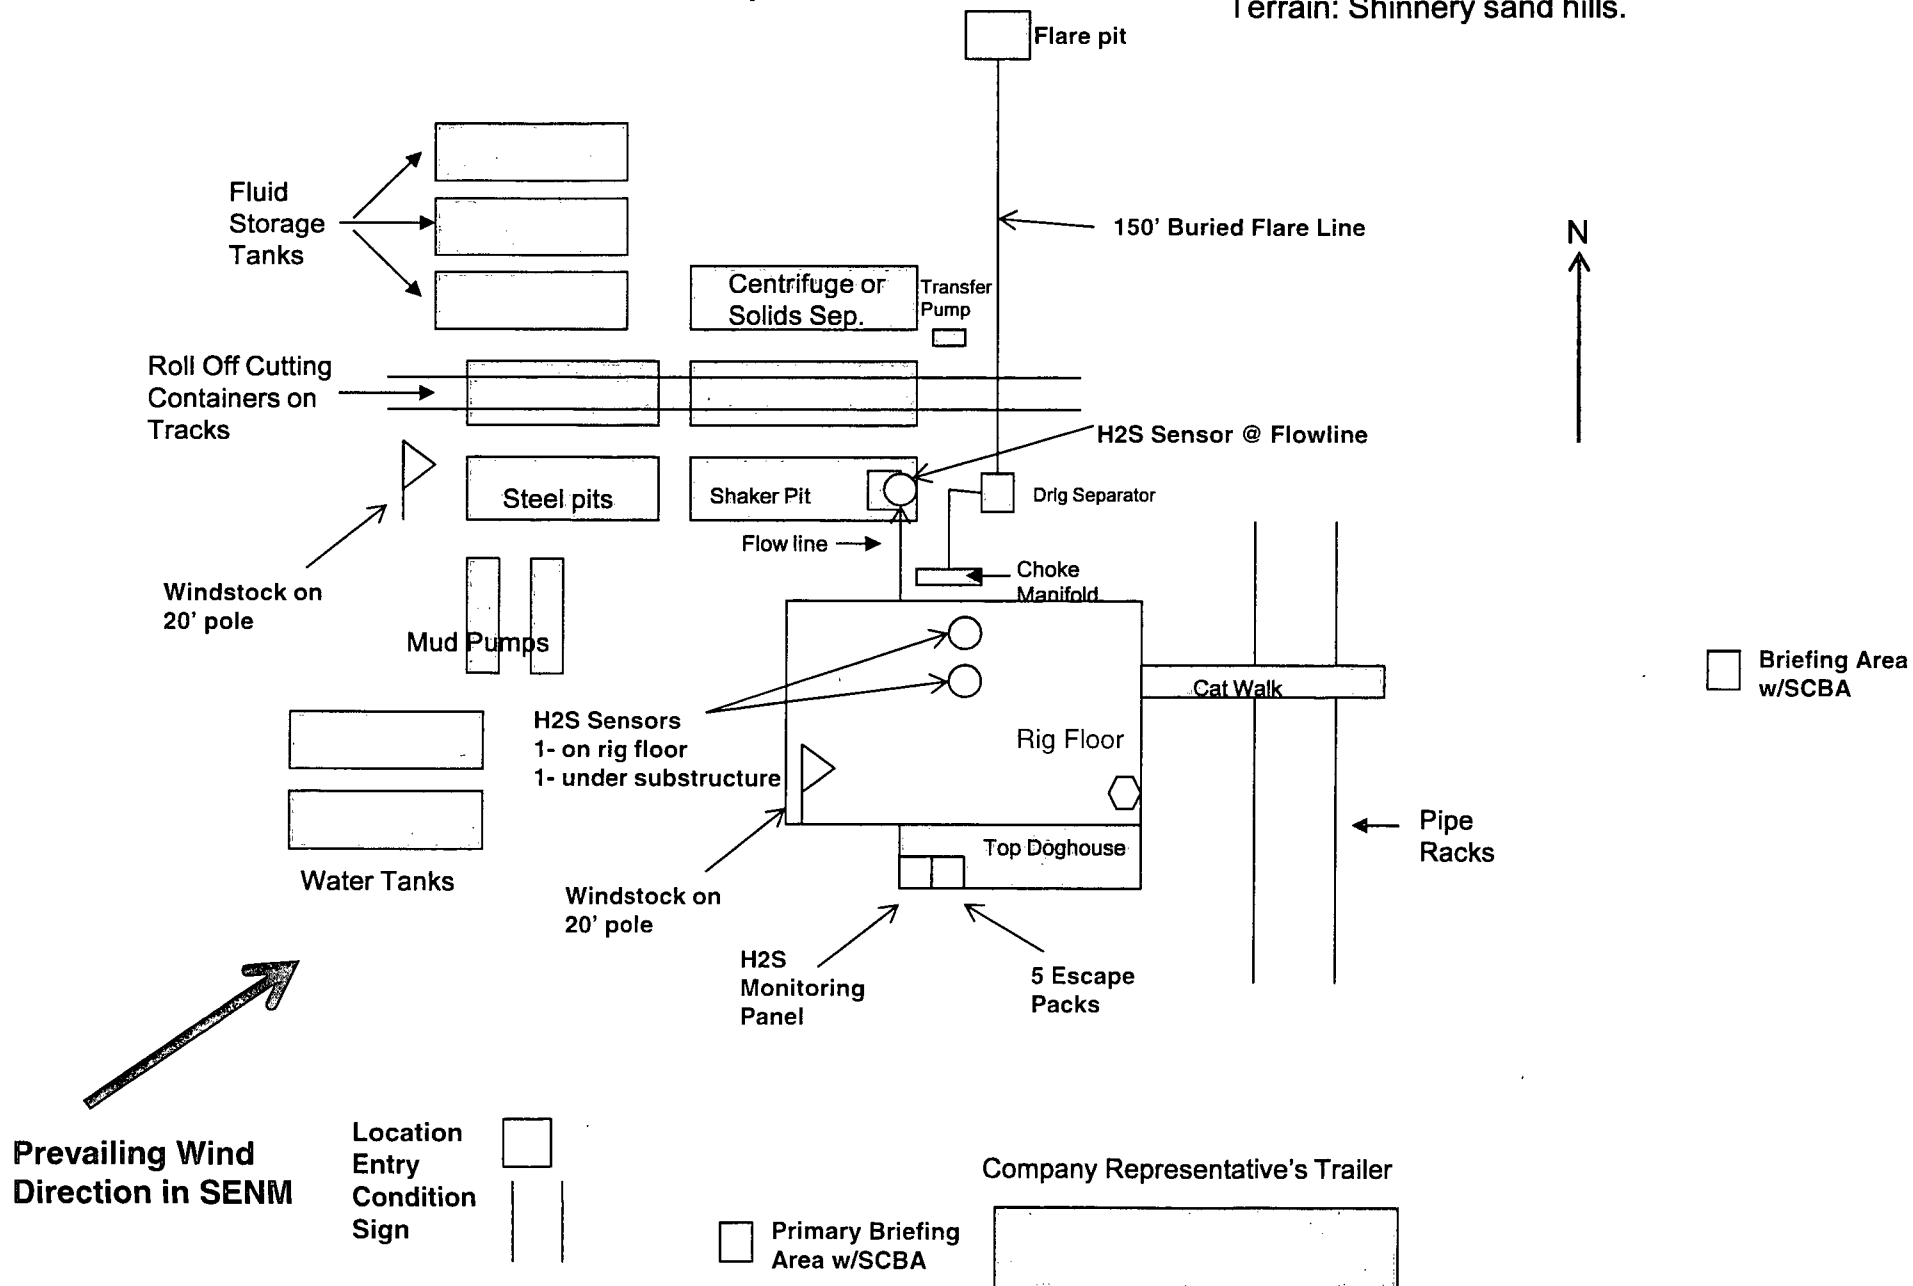 Terrain: Shinnery sand hills.
Flare pit
Fluid
Storage
Tanks
150' Buried Flare Line
N
Centrifuge or
Solids Sep.
Transfer
Pump
Roll Off Cutting
Containers on
Tracks
H2S Sensor @ Flowline
Steel pits
Shaker Pit
Drlg Separator
Flow line
Choke
Manifold
Windstock on
20' pole
Mud Pumps
Briefing Area
w/SCBA
Cat Walk
H2S Sensors
1- on rig floor
1- under substructure
Rig Floor
Pipe
Racks
Top Doghouse
Water Tanks
Windstock on
20' pole
H2S
Monitoring
Panel
5 Escape
Packs
Prevailing Wind
Direction in SENM
Location
Entry
Condition
Sign
Primary Briefing
Area w/SCBA
Company Representative's Trailer